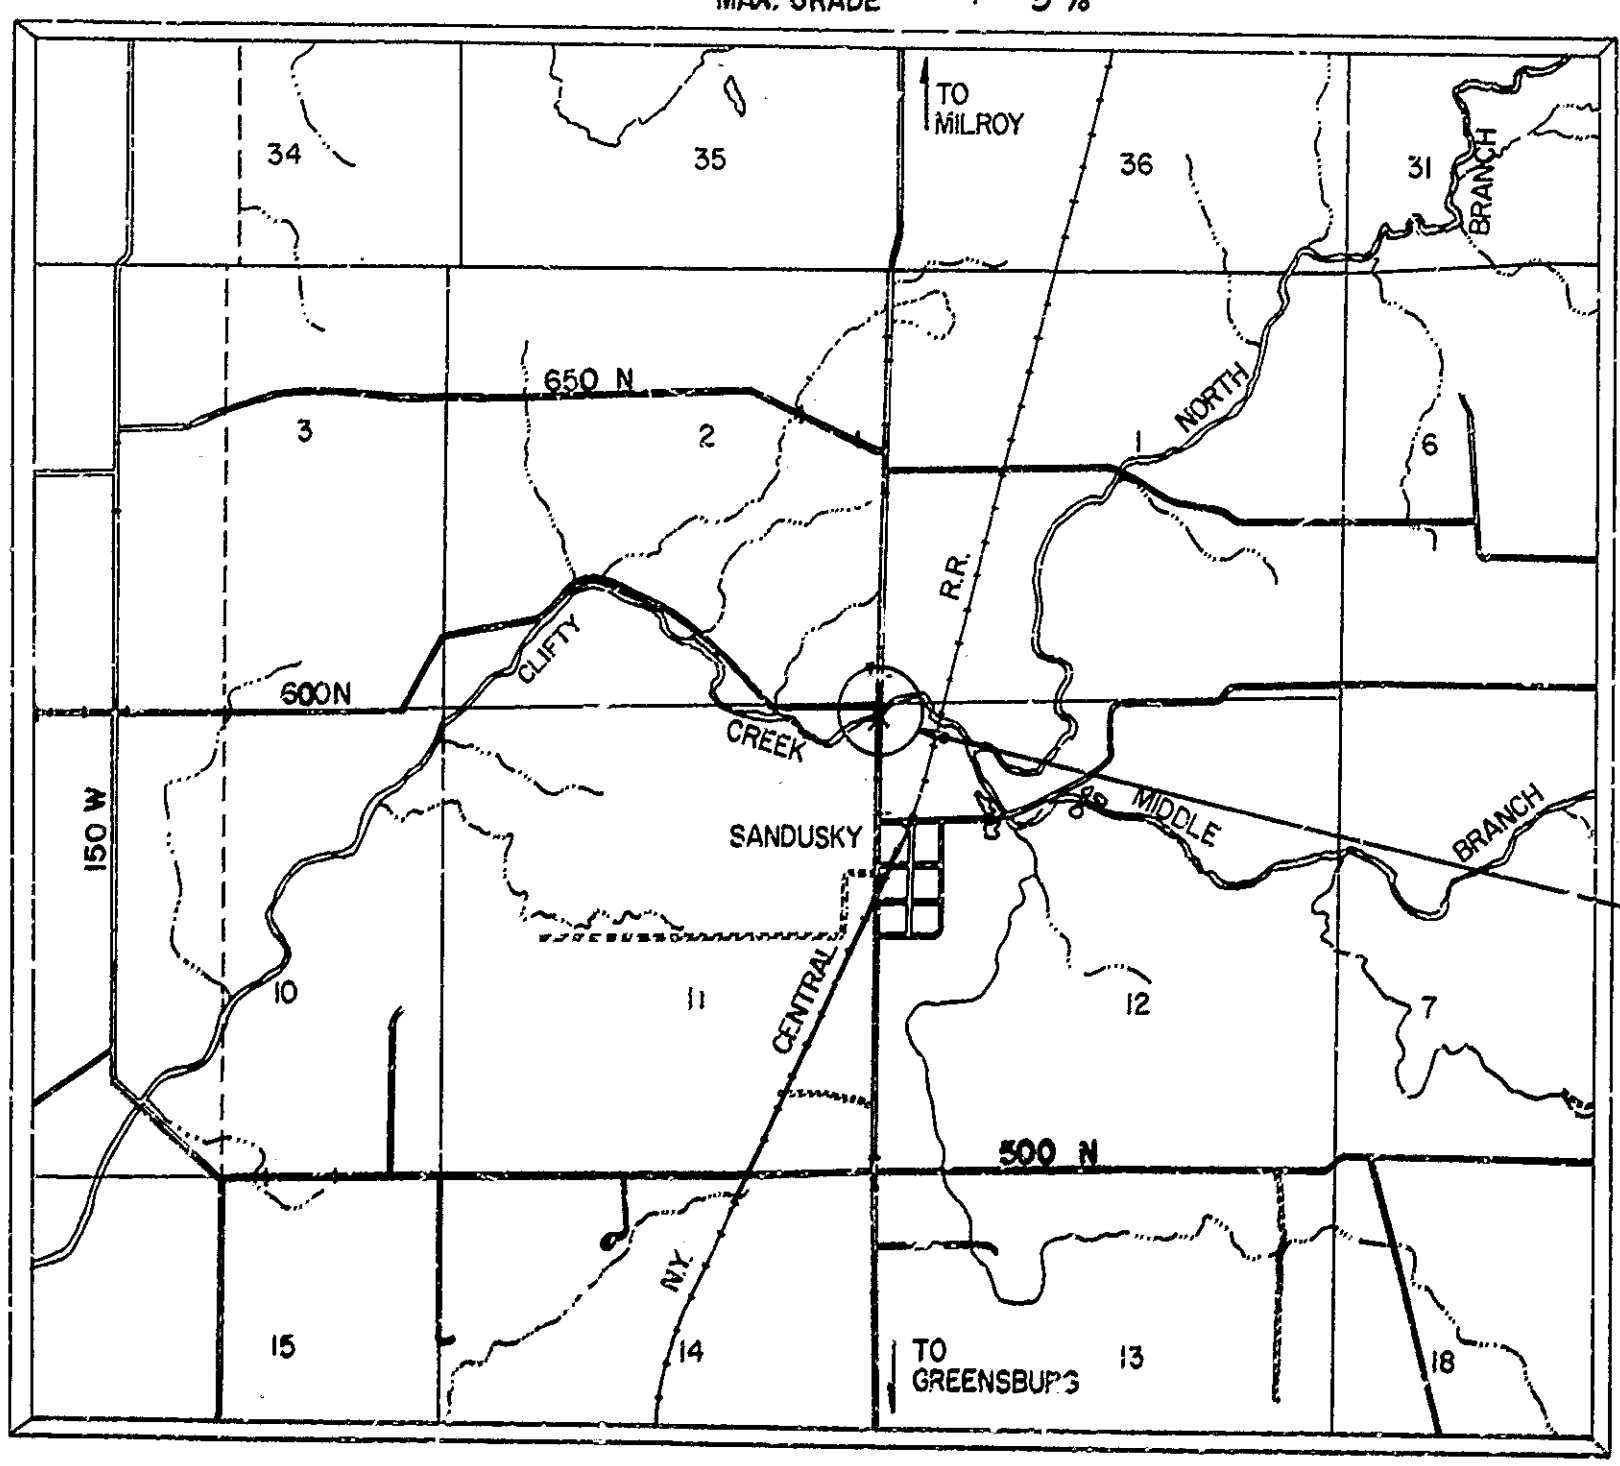 MAX. GRADE 5 %
TO
MILROY
34
35
36
31
BRANCH
650 N
NORTH
3
2
1
6
R.R.
CLIFTY
600N
CREEK
150 W
SANDUSKY
MIDDLE
BRANCH
10
11
CENTRAL
12
7
500 N
N.Y.
15
14
TO
GREENSBURG
13
18